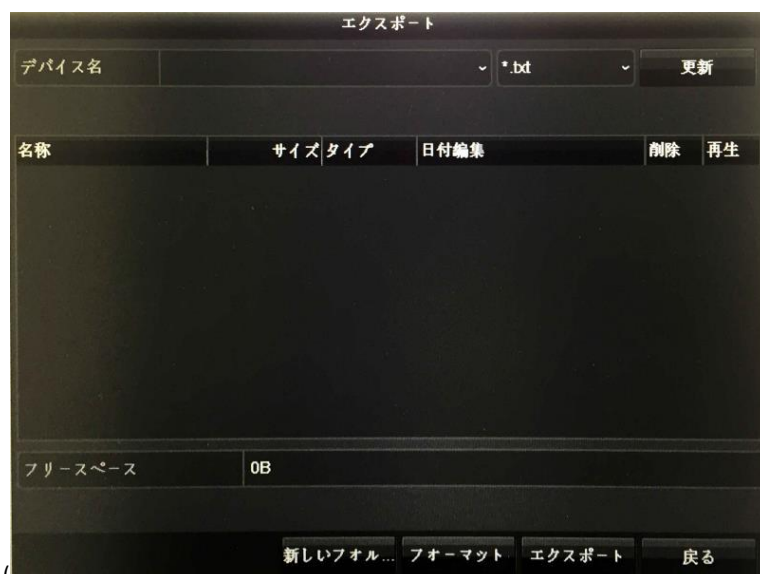 エクスポート
デバイス名 *.txt 更新
名称 サイズ タイプ 日付編集 削除 再生
フリースペース 0B
新しいフォル... フォーマット エクスポート 戻る
(